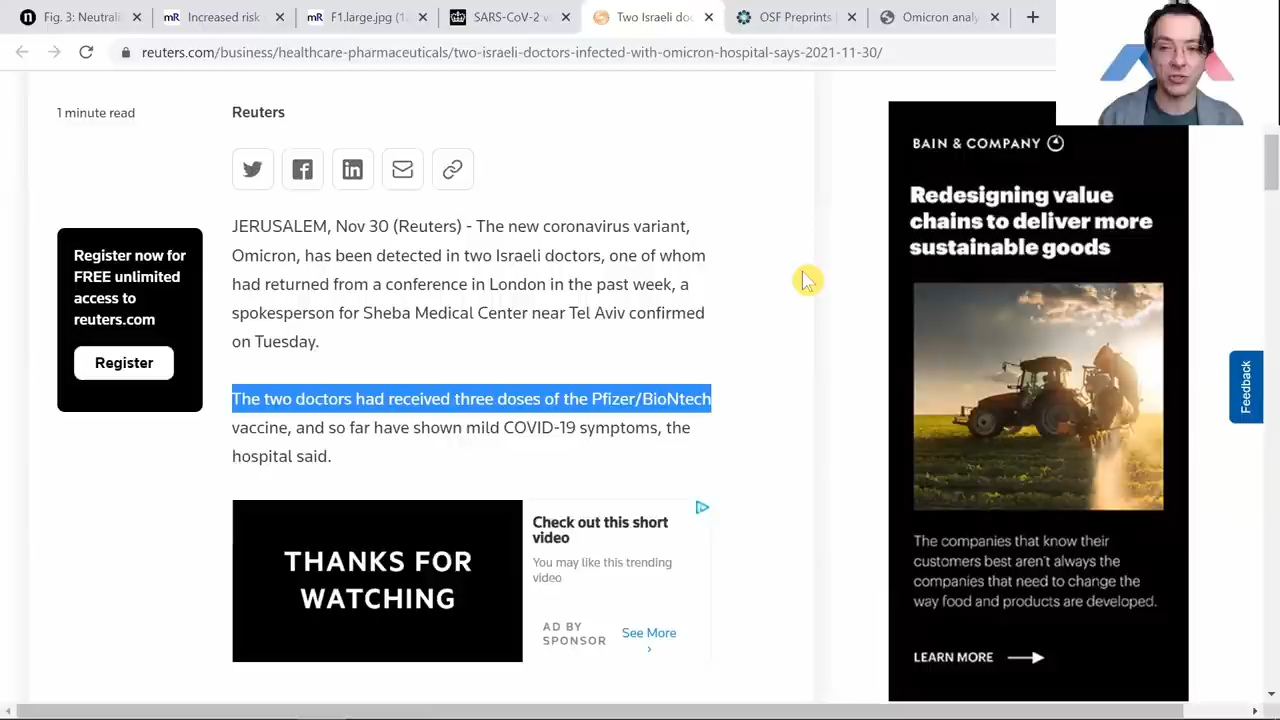 Fig. 3: Neutrali
mR
increased risk
mR
F1.large.jpg (1
SARS-CoV-2 v
Two Israeli doc
OSF Preprints
Omicron analy
reuters.com/business/healthcare-pharmaceuticals/two-israeli-doctors-infected-with-omicron-hospital-says-2021-11-30/
1 minute read
Reuters
Register now for
FREE unlimited
access to
reuters.com
Register
JERUSALEM, Nov 30 (Reuters) - The new coronavirus variant,
Omicron, has been detected in two Israeli doctors, one of whom
had returned from a conference in London in the past week, a
spokesperson for Sheba Medical Center near Tel Aviv confirmed
on Tuesday.
The two doctors had received three doses of the Pfizer/BioNtech
vaccine, and so far have shown mild COVID-19 symptoms, the
hospital said.
THANKS FOR
WATCHING
Check out this short
video
You may like this trending
video
AD BY
SPONSOR
See More
BAIN & COMPANY
Redesigning value
chains to deliver more
sustainable goods
The companies that know their
customers best aren't always the
companies that need to change the
way food and products are developed.
LEARN MORE
Feedback